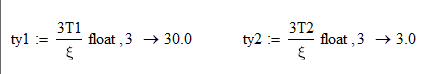 ty1 := 3T1/ξ float ,3 → 30.0    ty2 := 3T2/ξ float ,3 → 3.0